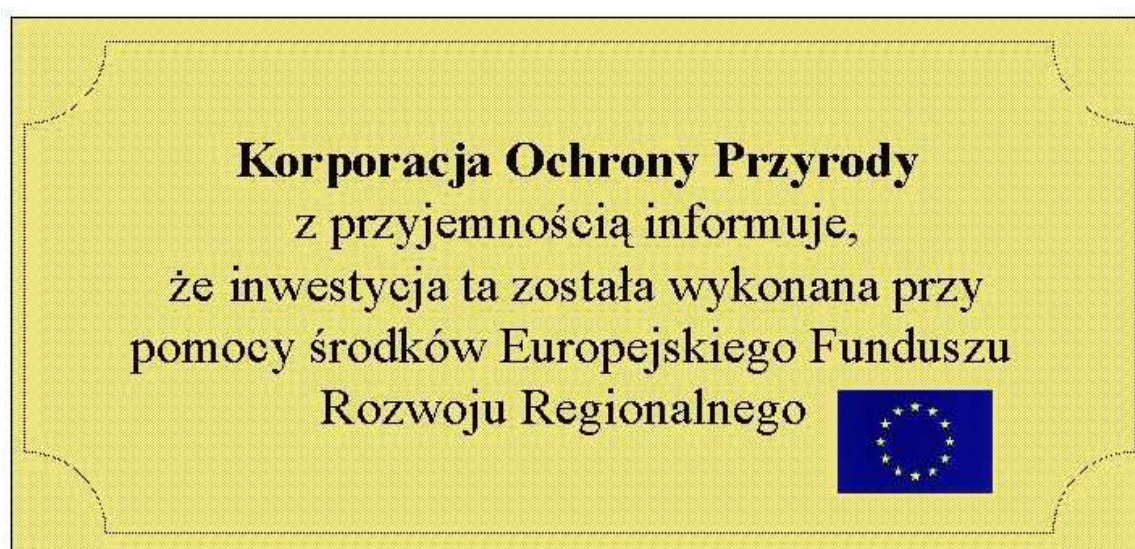 Korporacja Ochrony Przyrody
z przyjemnością informuje,
że inwestycja ta została wykonana przy
pomocy środków Europejskiego Funduszu
Rozwoju Regionalnego